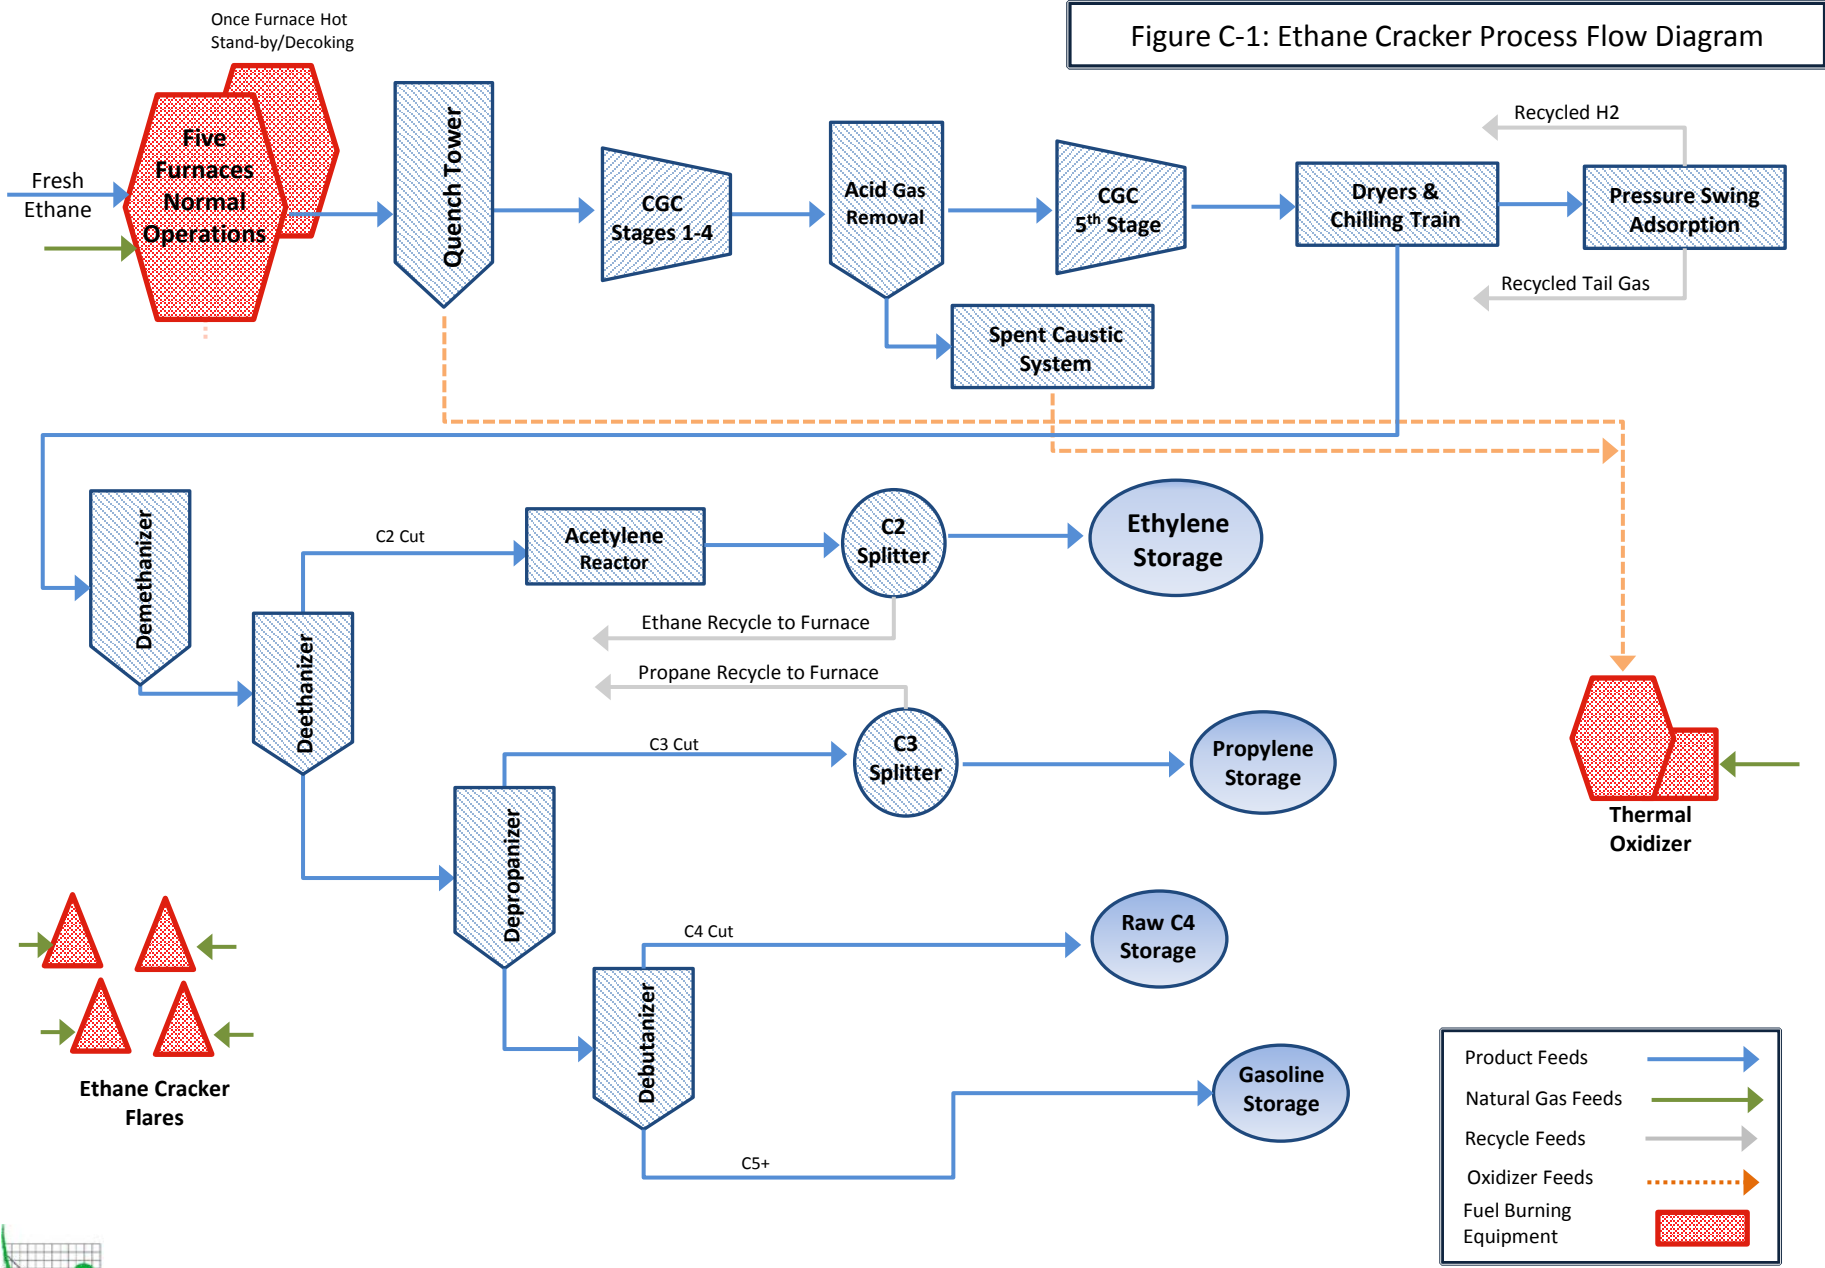 Once Furnace Hot
Stand-by/Decoking
Figure C-1: Ethane Cracker Process Flow Diagram
Fresh
Ethane
Five
Furnaces
Normal
Operations
Quench Tower
CGC
Stages 1-4
Acid Gas
Removal
CGC
5th Stage
Dryers &
Chilling Train
Recycled H2
Pressure Swing
Adsorption
Recycled Tail Gas
Spent Caustic
System
Demethanizer
C2 Cut
Acetylene
Reactor
C2
Splitter
Ethylene
Storage
Ethane Recycle to Furnace
Deethanizer
Propane Recycle to Furnace
C3 Cut
C3
Splitter
Propylene
Storage
Thermal
Oxidizer
Depropanizer
C4 Cut
Raw C4
Storage
Debutanizer
Gasoline
Storage
C5+
Ethane Cracker
Flares
Product Feeds
Natural Gas Feeds
Recycle Feeds
Oxidizer Feeds
Fuel Burning
Equipment